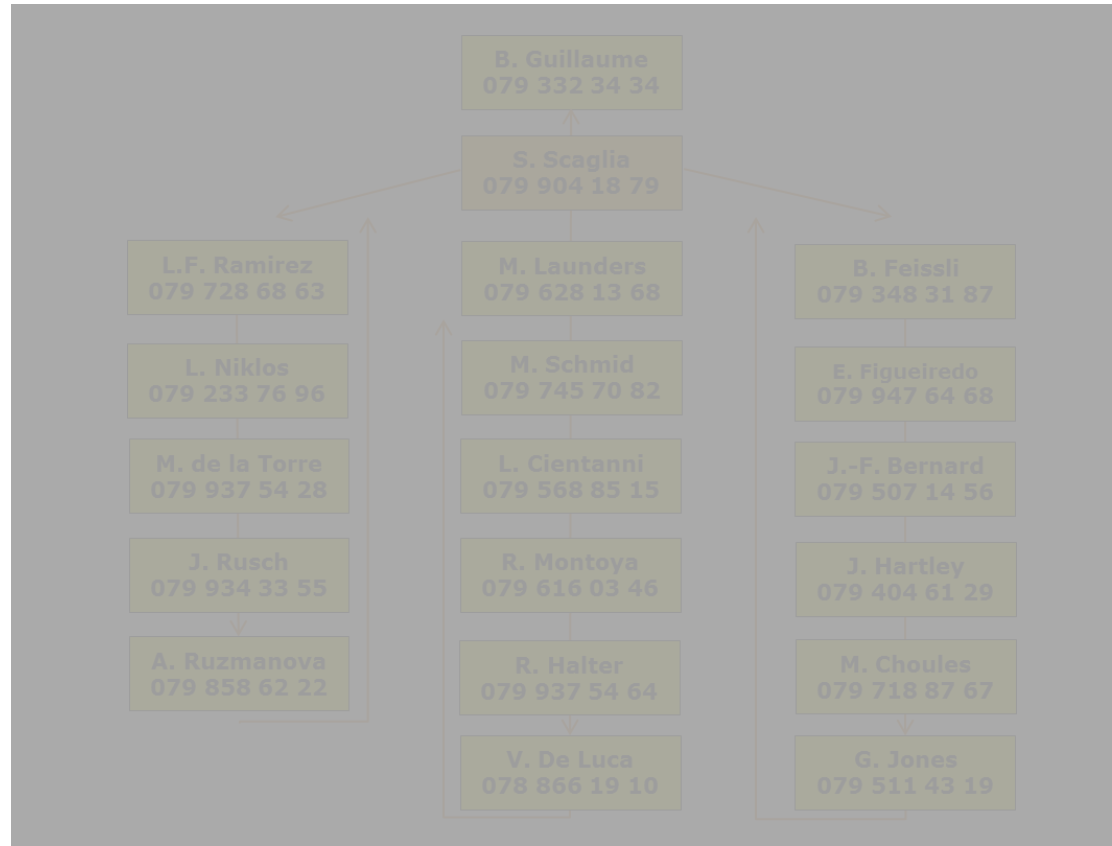 B. Guillaume
079 332 34 34
S. Scaglia
079 904 18 79
L.F. Ramirez
079 728 68 63
L. Niklos
079 233 76 96
M. de la Torre
079 937 54 28
J. Rusch
079 934 33 55
A. Ruzmanova
079 858 62 22
M. Launders
079 628 13 68
M. Schmid
079 745 70 82
L. Cientanni
079 568 85 15
R. Montoya
079 616 03 46
R. Halter
079 937 54 64
V. De Luca
078 866 19 10
B. Feissli
079 348 31 87
E. Figueiredo
079 947 64 68
J.-F. Bernard
079 507 14 56
J. Hartley
079 404 61 29
M. Choules
079 718 87 67
G. Jones
079 511 43 19